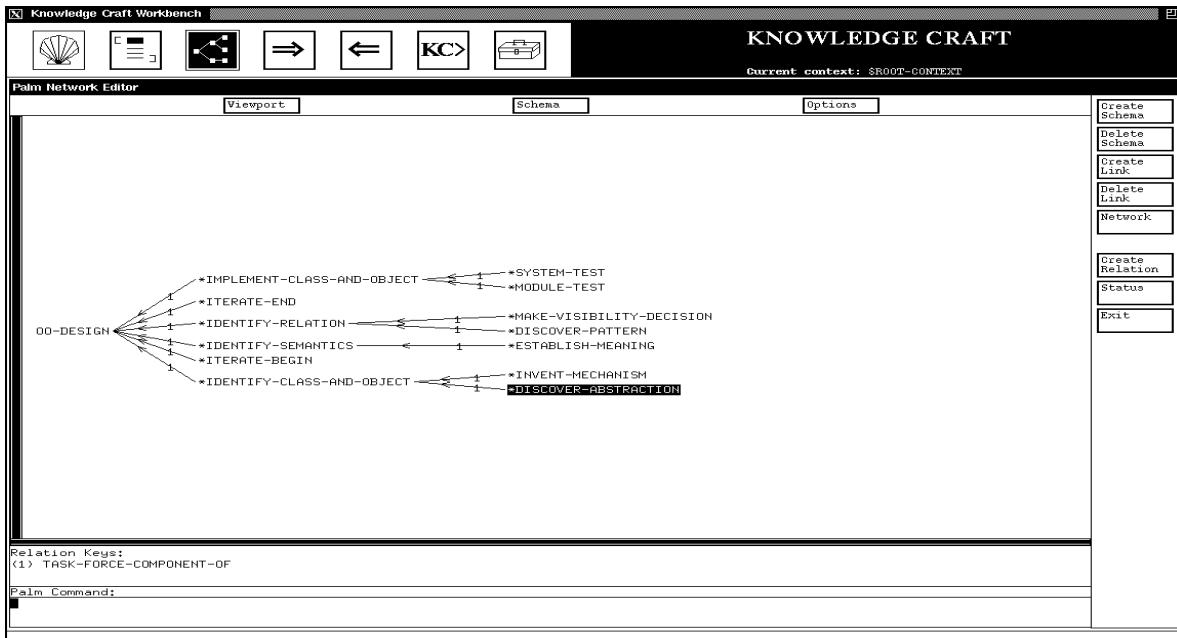 X Knowledge Craft Workbench
KC>
KNOWLEDGE CRAFT
Current context: $ROOT-CONTEXT
Palm Network Editor
Viewport Schema Options
Create
Schema
Delete
Schema
Create
Link
Delete
Link
Network
Create
Relation
Status
Exit
*SYSTEM-TEST
*IMPLEMENT-CLASS-AND-OBJECT 1
1 *MODULE-TEST
1
*ITERATE-END
1
*MAKE-VISIBILITY-DECISION
1 *IDENTIFY-RELATION 1
OO-DESIGN 1 *DISCOVER-PATTERN
1 *IDENTIFY-SEMANTICS 1 *ESTABLISH-MEANING
1 *ITERATE-BEGIN
1 *INVENT-MECHANISM
*IDENTIFY-CLASS-AND-OBJECT 1
1 *DISCOVER-ABSTRACTION
Relation Keys:
(1) TASK-FORCE-COMPONENT-OF
Palm Command: